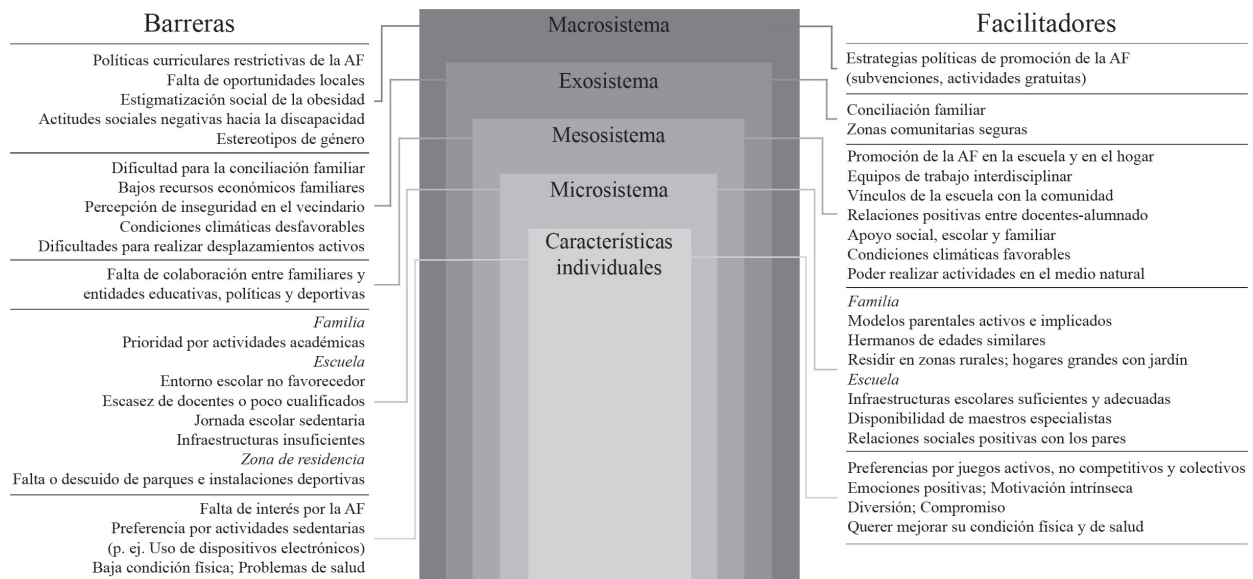 Barreras
Políticas curriculares restrictivas de la AF
Falta de oportunidades locales
Estigmatización social de la obesidad
Actitudes sociales negativas hacia la discapacidad
Estereotipos de género
Dificultad para la conciliación familiar
Bajos recursos económicos familiares
Percepción de inseguridad en el vecindario
Condiciones climáticas desfavorables
Dificultades para realizar desplazamientos activos
Falta de colaboración entre familiares y
entidades educativas, políticas y deportivas
Familia
Prioridad por actividades académicas
Escuela
Entorno escolar no favorecedor
Escasez de docentes o poco cualificados
Jornada escolar sedentaria
Infraestructuras insuficientes
Zona de residencia
Falta o descuido de parques e instalaciones deportivas
Falta de interés por la AF
Preferencia por actividades sedentarias
(p. ej. Uso de dispositivos electrónicos)
Baja condición física; Problemas de salud
Macrosistema
Exosistema
Mesosistema
Microsistema
Características
individuales
Facilitadores
Estrategias políticas de promoción de la AF
(subvenciones, actividades gratuitas)
Conciliación familiar
Zonas comunitarias seguras
Promoción de la AF en la escuela y en el hogar
Equipos de trabajo interdisciplinar
Vínculos de la escuela con la comunidad
Relaciones positivas entre docentes-alumnado
Apoyo social, escolar y familiar
Condiciones climáticas favorables
Poder realizar actividades en el medio natural
Familia
Modelos parentales activos e implicados
Hermanos de edades similares
Residir en zonas rurales; hogares grandes con jardín
Escuela
Infraestructuras escolares suficientes y adecuadas
Disponibilidad de maestros especialistas
Relaciones sociales positivas con los pares
Preferencias por juegos activos, no competitivos y colectivos
Emociones positivas; Motivación intrínseca
Diversión; Compromiso
Querer mejorar su condición física y de salud